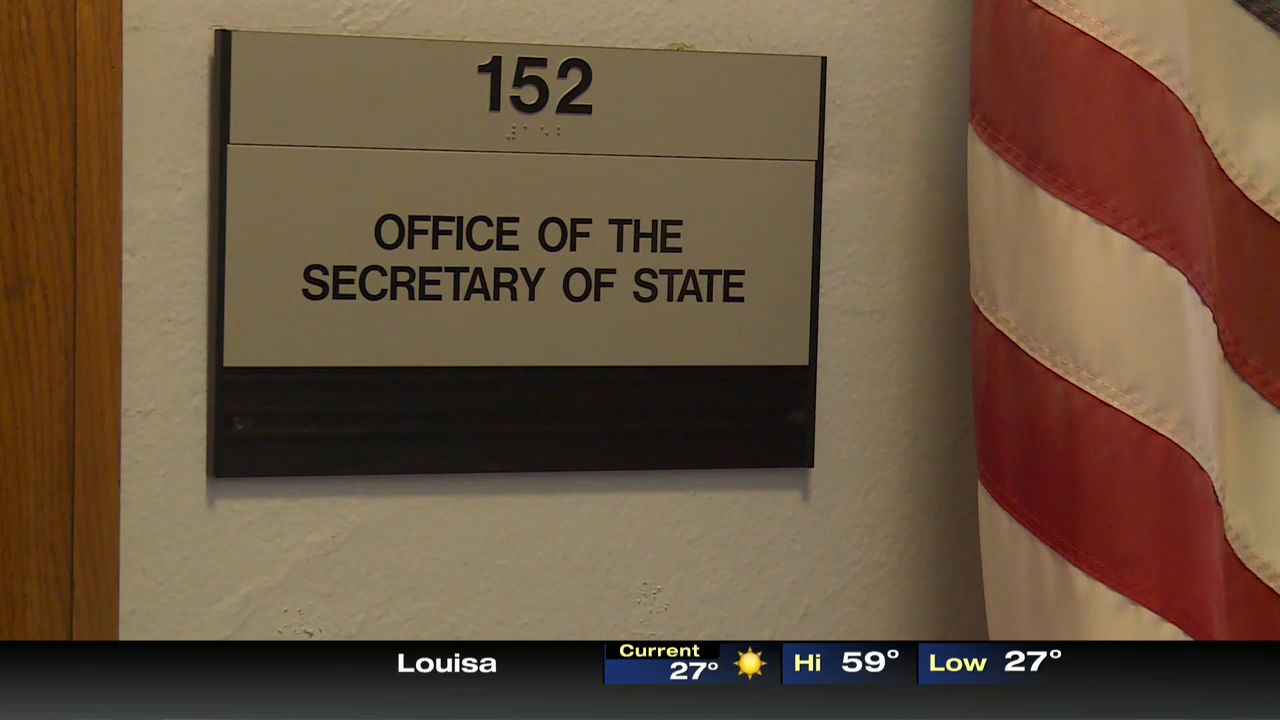 152
OFFICE OF THE
SECRETARY OF STATE
Louisa
Current
27°
Hi 59°
Low 27°